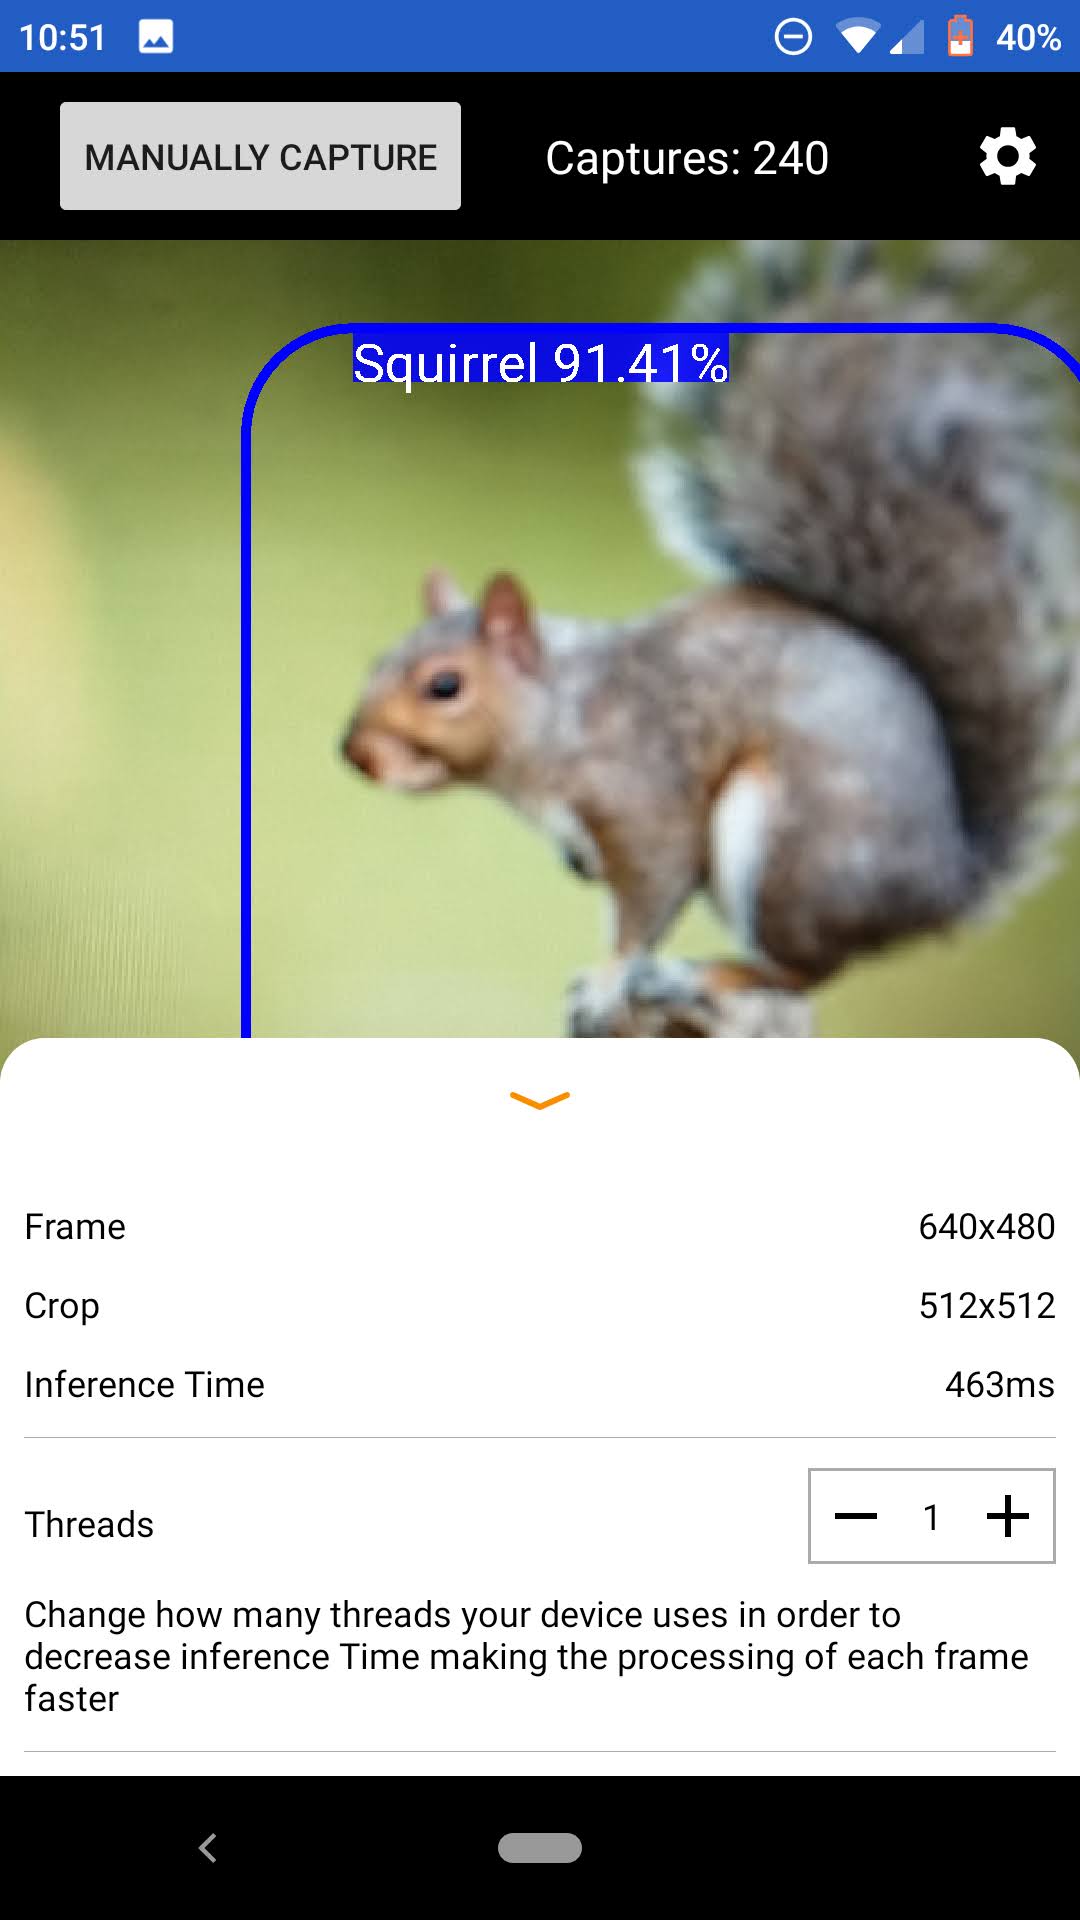 10:51 40%
MANUALLY CAPTURE Captures: 240
Squirrel 91.41%
Frame 640x480
Crop 512x512
Inference Time 463ms
Threads 1
Change how many threads your device uses in order to
decrease inference Time making the processing of each frame
faster